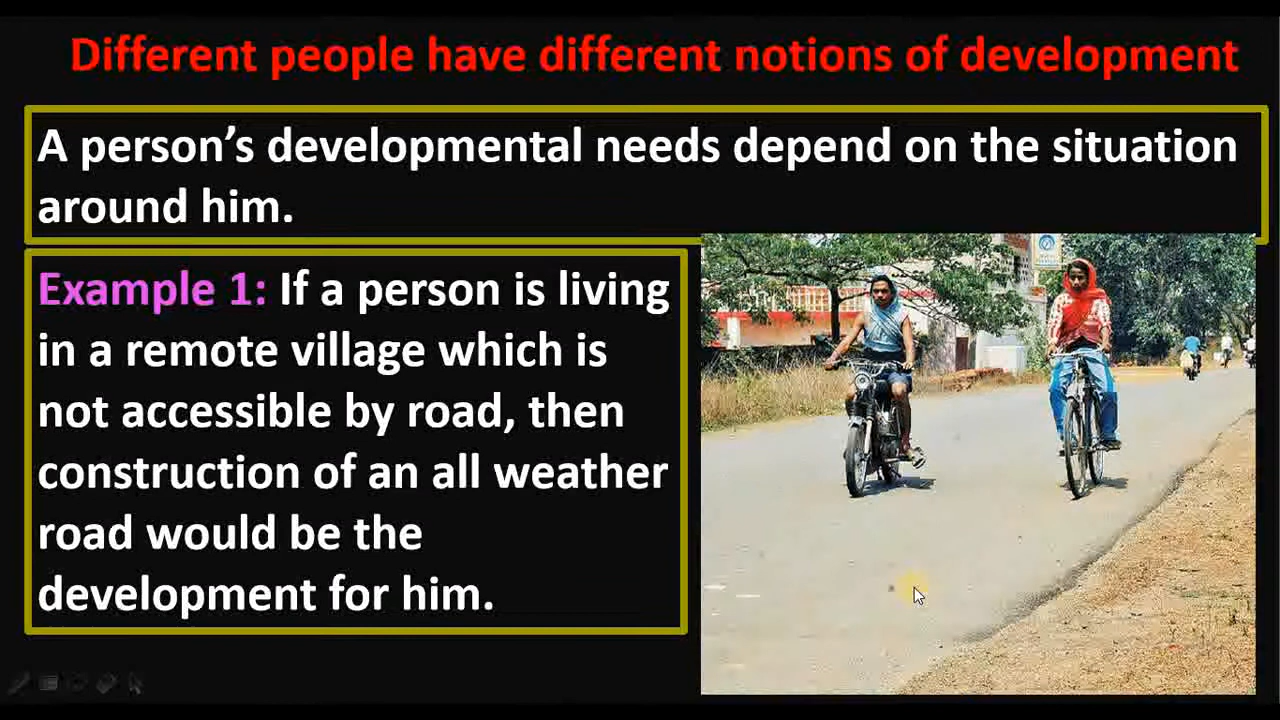 Different people have different notions of development
A person’s developmental needs depend on the situation
around him.
Example 1: If a person is living
in a remote village which is
not accessible by road, then
construction of an all weather
road would be the
development for him.